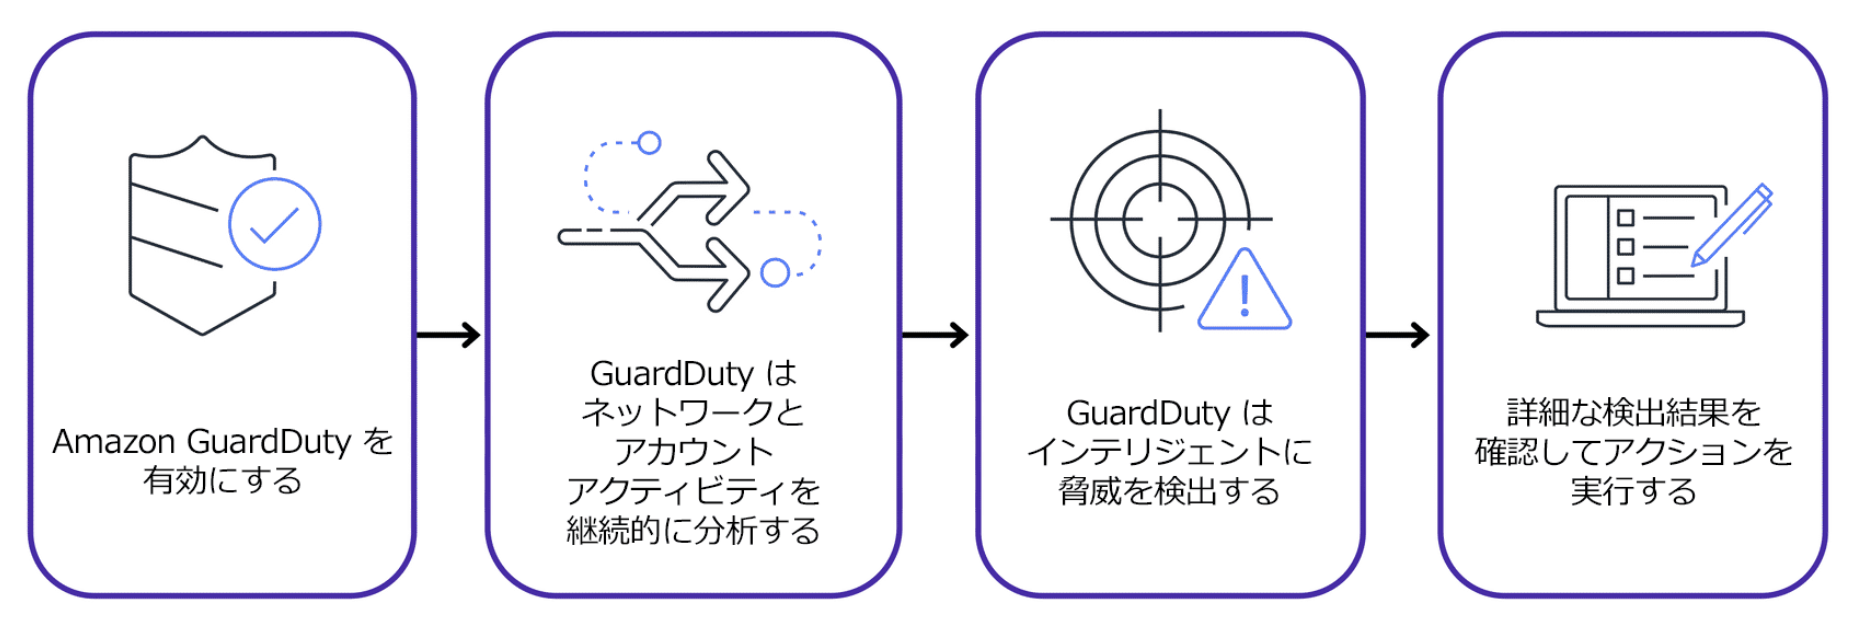 Amazon GuardDuty を
有効にする
GuardDuty は
ネットワークと
アカウント
アクティビティを
継続的に分析する
GuardDuty は
インテリジェントに
脅威を検出する
詳細な検出結果を
確認してアクションを
実行する